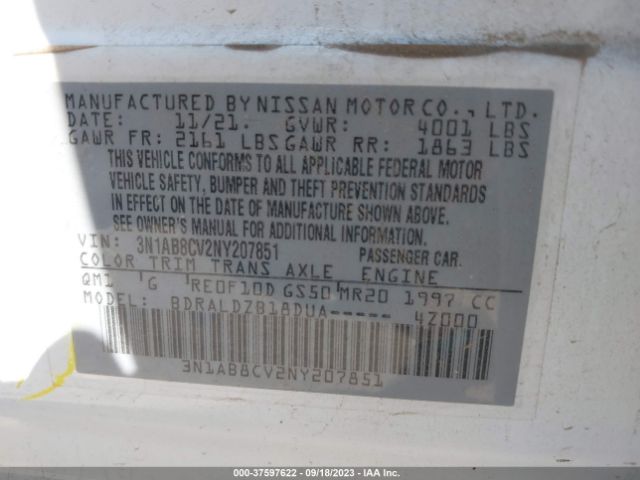 MANUFACTURED BY NISSAN MOTOR CO., LTD.
DATE: 11/21. GVWR: 4001 LBS
GAWR FR: 2161 LBS GAWR RR: 1863 LBS
THIS VEHICLE CONFORMS TO ALL APPLICABLE FEDERAL MOTOR
VEHICLE SAFETY, BUMPER AND THEFT PREVENTION STANDARDS
IN EFFECT ON THE DATE OF MANUFACTURE SHOWN ABOVE.
SEE OWNER'S MANUAL FOR ADDITIONAL INFORMATION.
VIN: 3N1AB8CV2NY207851 PASSENGER CAR.
COLOR TRIM TRANS AXLE ENGINE
QM1 G RE0F10D GS50 MR20 1997 CC
MODEL: BDRALDZB18DUA----- 4Z000
3N1AB8CV2NY207851
000-37597622 | 09/18/2023 | IAA Inc.